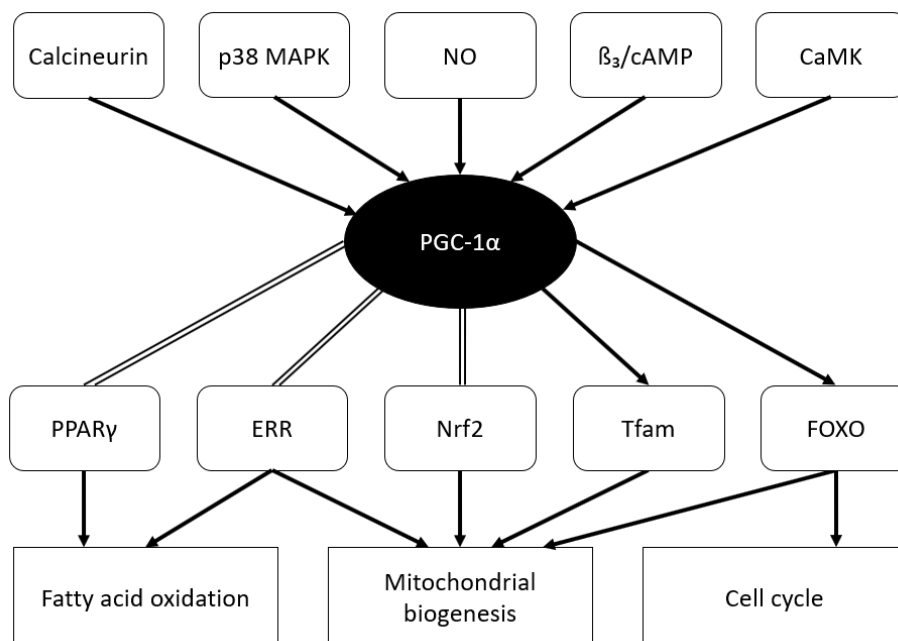 Calcineurin
p38 MAPK
NO
ß₃/cAMP
CaMK
PGC-1α
PPARγ
ERR
Nrf2
Tfam
FOXO
Fatty acid oxidation
Mitochondrial
biogenesis
Cell cycle